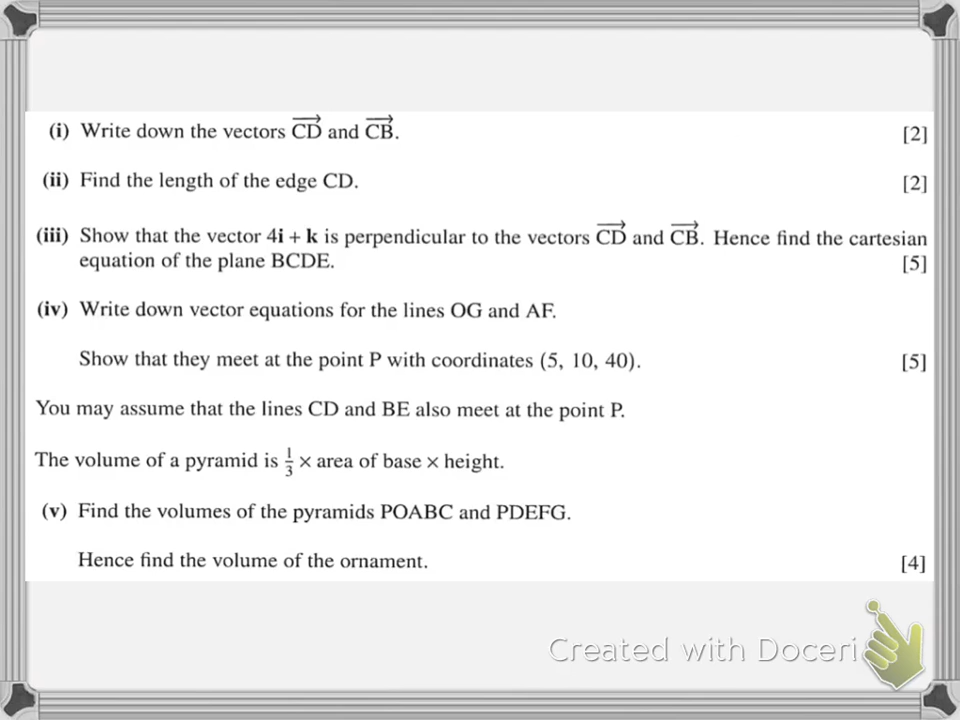 (i) Write down the vectors CD and CB. [2]
(ii) Find the length of the edge CD. [2]
(iii) Show that the vector 4i + k is perpendicular to the vectors CD and CB. Hence find the cartesian
equation of the plane BCDE. [5]
(iv) Write down vector equations for the lines OG and AF.
Show that they meet at the point P with coordinates (5, 10, 40). [5]
You may assume that the lines CD and BE also meet at the point P.
The volume of a pyramid is 1/3 × area of base × height.
(v) Find the volumes of the pyramids POABC and PDEFG.
Hence find the volume of the ornament. [4]
Created with Doceri